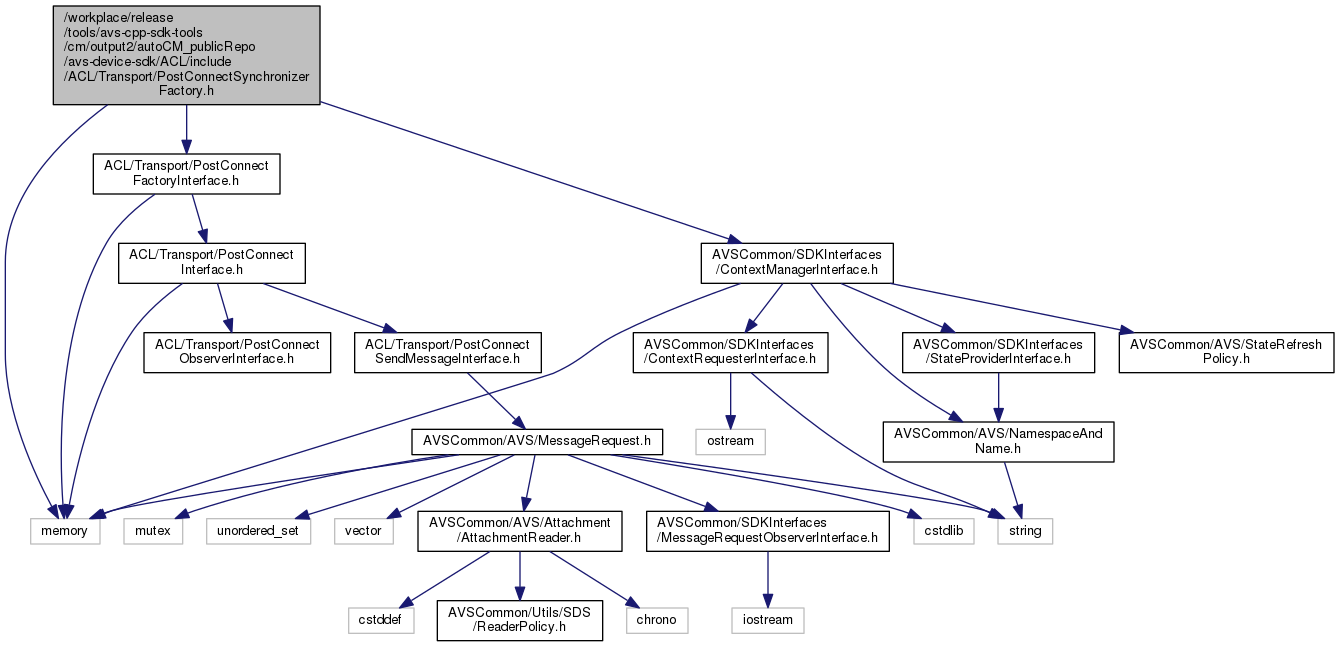 /workplace/release
/tools/avs-cpp-sdk-tools
/cm/output2/autoCM_publicRepo
/avs-device-sdk/ACL/include
/ACL/Transport/PostConnectSynchronizer
Factory.h
ACL/Transport/PostConnect
FactoryInterface.h
ACL/Transport/PostConnect
Interface.h
AVSCommon/SDKInterfaces
/ContextManagerInterface.h
ACL/Transport/PostConnect
ObserverInterface.h
ACL/Transport/PostConnect
SendMessageInterface.h
AVSCommon/SDKInterfaces
/ContextRequesterInterface.h
AVSCommon/SDKInterfaces
/StateProviderInterface.h
AVSCommon/AVS/StateRefresh
Policy.h
AVSCommon/AVS/MessageRequest.h
ostream
AVSCommon/AVS/NamespaceAnd
Name.h
memory
mutex
unordered_set
vector
AVSCommon/AVS/Attachment
/AttachmentReader.h
AVSCommon/SDKInterfaces
/MessageRequestObserverInterface.h
cstdlib
string
cstddef
AVSCommon/Utils/SDS
/ReaderPolicy.h
chrono
iostream